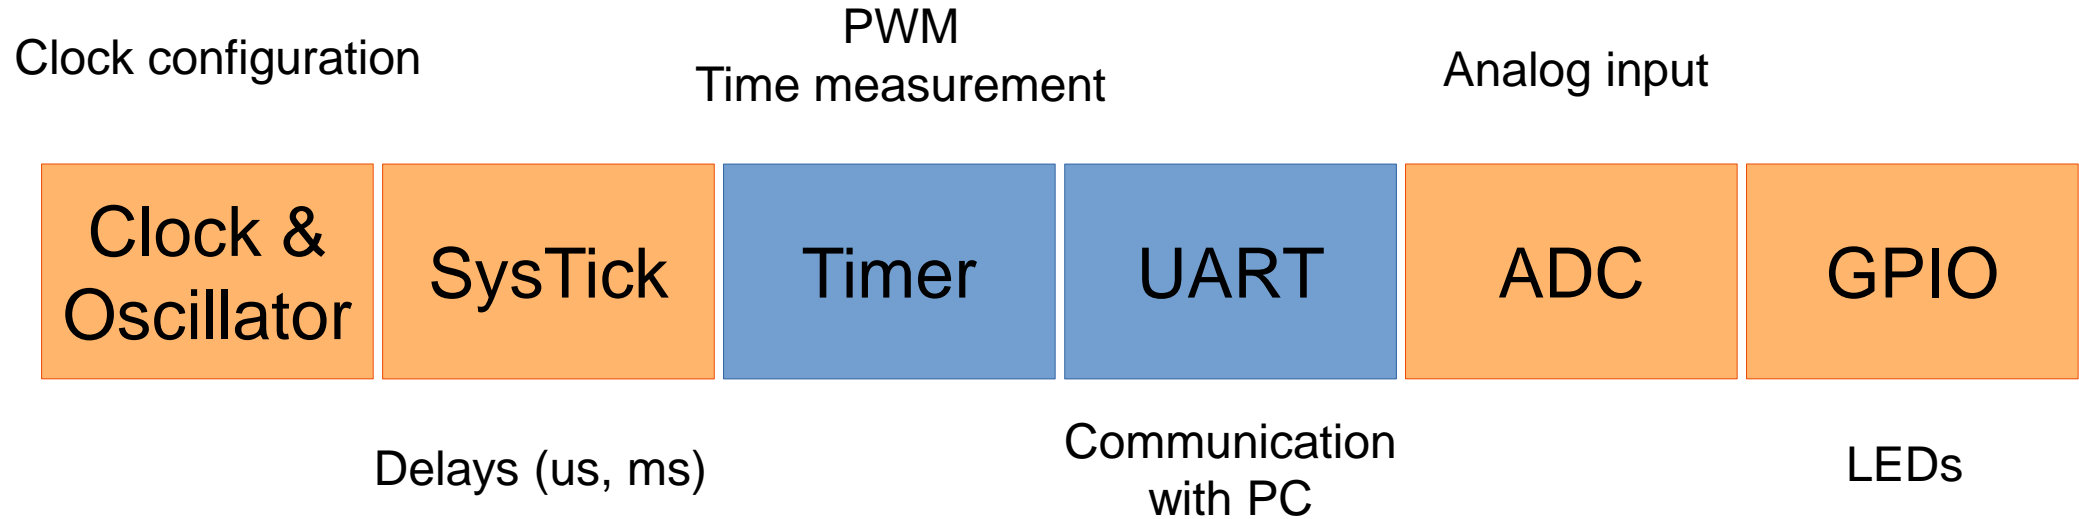 Clock configuration
PWM
Time measurement
Analog input
Clock &
Oscillator
SysTick
Timer
UART
ADC
GPIO
Delays (us, ms)
Communication
with PC
LEDs